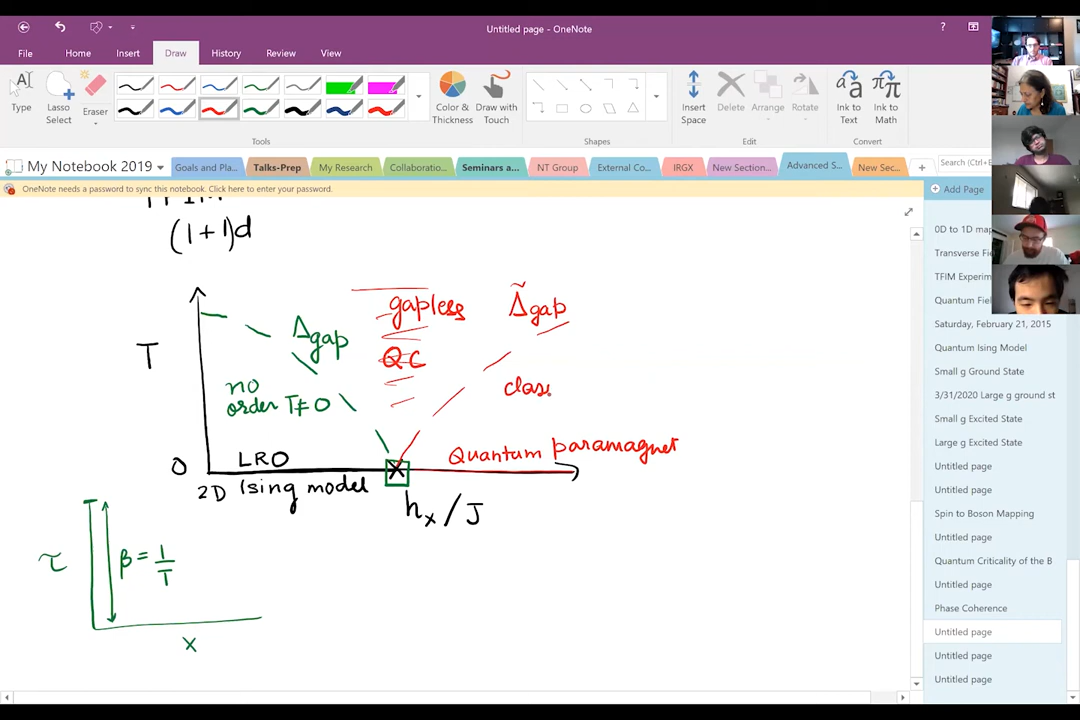 Untitled page - OneNote
?
File
Home
Insert
Draw
History
Review
View
Type
Lasso Select
Eraser
Color & Thickness
Draw with Touch
Insert Space
Delete
Arrange
Rotate
Ink to Text
Ink to Math
Tools
Shapes
Edit
Convert
My Notebook 2019
Goals and Pla...
Talks-Prep
My Research
Collaboratio...
Seminars a...
NT Group
External Co...
IRGX
New Section...
Advanced S...
New Sec...
Search (Ctrl+E
OneNote needs a password to sync this notebook. Click here to enter your password.
Add Page
TFIM
(1+1)d
T
Δgap
gapless
Δ̃gap
QC
no order T≠0
clas
0
LRO
Quantum paramagnet
2D Ising model
hx/J
τ
β = 1/T
x
0D to 1D map
Transverse Fi
TFIM Experim
Quantum Fiel
Saturday, February 21, 2015
Quantum Ising Model
Small g Ground State
3/31/2020 Large g ground st
Small g Excited State
Large g Excited State
Untitled page
Untitled page
Spin to Boson Mapping
Untitled page
Quantum Criticality of the B
Untitled page
Phase Coherence
Untitled page
Untitled page
Untitled page